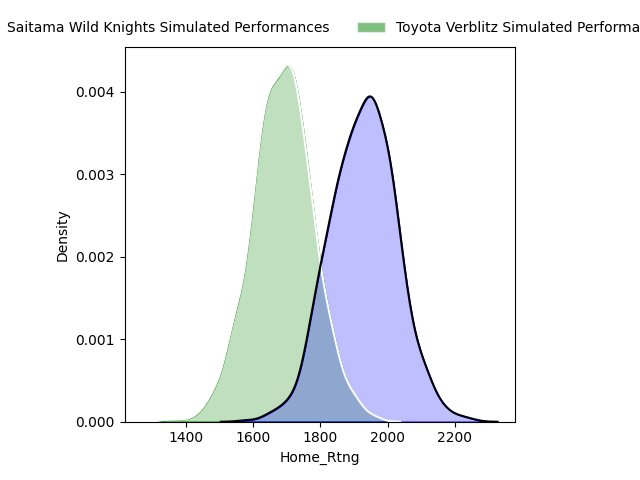 Saitama Wild Knights Simulated Performances
Toyota Verblitz Simulated Performa
0.004
0.003
0.002
0.001
0.000
Density
1400 1600 1800 2000 2200
Home_Rtng